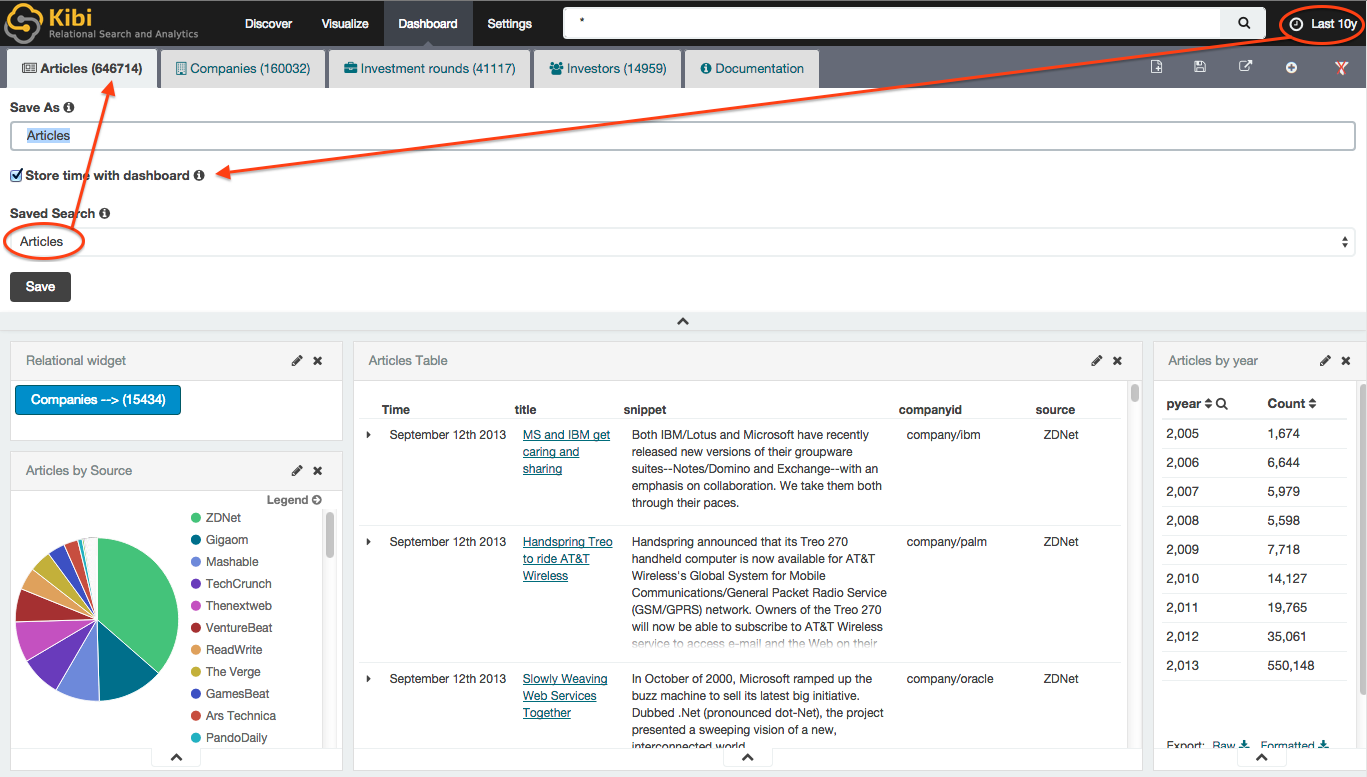 Kibi
Relational Search and Analytics
Discover
Visualize
Dashboard
Settings
*
Last 10y
Articles (646714)
Companies (160032)
Investment rounds (41117)
Investors (14959)
Documentation
Save As
Articles
Store time with dashboard
Saved Search
Articles
Save
Relational widget
Companies --> (15434)
Articles by Source
Legend
ZDNet
Gigaom
Mashable
TechCrunch
Thenextweb
VentureBeat
ReadWrite
The Verge
GamesBeat
Ars Technica
PandoDaily
Articles Table
Time title snippet companyid source
September 12th 2013 MS and IBM get Both IBM/Lotus and Microsoft have recently company/ibm ZDNet
caring and released new versions of their groupware
sharing suites--Notes/Domino and Exchange--with an
emphasis on collaboration. We take them both
through their paces.
September 12th 2013 Handspring Treo Handspring announced that its Treo 270 company/palm ZDNet
to ride AT&T handheld computer is now available for AT&T
Wireless Wireless's Global System for Mobile
Communications/General Packet Radio Service
(GSM/GPRS) network. Owners of the Treo 270
will now be able to subscribe to AT&T Wireless
service to access e-mail and the Web on their
September 12th 2013 Slowly Weaving In October of 2000, Microsoft ramped up the company/oracle ZDNet
Web Services buzz machine to sell its latest big initiative.
Together Dubbed .Net (pronounced dot-Net), the project
presented a sweeping vision of a new,
interconnected world
Articles by year
pyear Count
2,005 1,674
2,006 6,644
2,007 5,979
2,008 5,598
2,009 7,718
2,010 14,127
2,011 19,765
2,012 35,061
2,013 550,148
Export: Raw Formatted